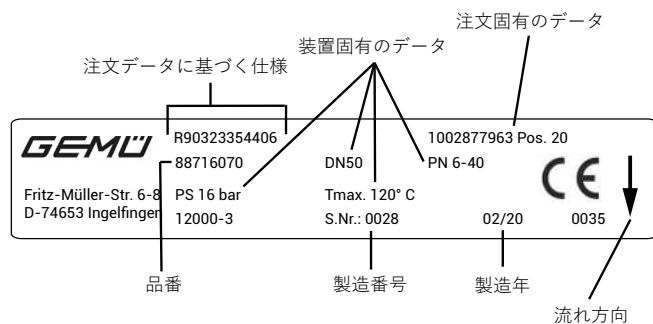 注文固有のデータ
装置固有のデータ
注文データに基づく仕様
GEMÜ R90323354406 1002877963 Pos. 20
88716070 DN50 PN 6-40
CE
Fritz-Müller-Str. 6-8 PS 16 bar Tmax. 120° C
D-74653 Ingelfingen 12000-3 S.Nr.: 0028 02/20 0035
品番 製造番号 製造年
流れ方向